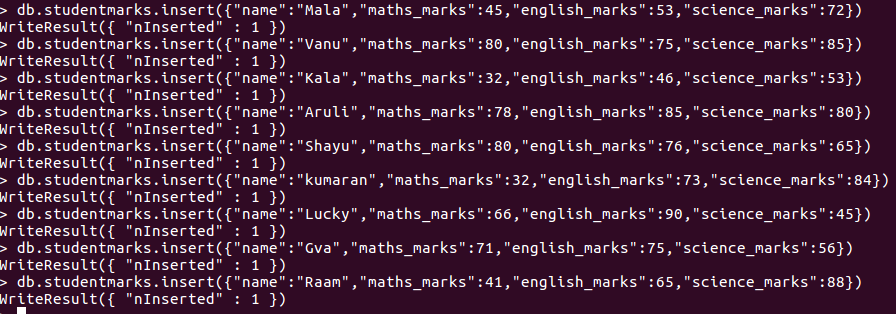 > db.studentmarks.insert({"name":"Mala","maths_marks":45,"english_marks":53,"science_marks":72})
WriteResult({ "nInserted" : 1 })
> db.studentmarks.insert({"name":"Vanu","maths_marks":80,"english_marks":75,"science_marks":85})
WriteResult({ "nInserted" : 1 })
> db.studentmarks.insert({"name":"Kala","maths_marks":32,"english_marks":46,"science_marks":53})
WriteResult({ "nInserted" : 1 })
> db.studentmarks.insert({"name":"Aruli","maths_marks":78,"english_marks":85,"science_marks":80})
WriteResult({ "nInserted" : 1 })
> db.studentmarks.insert({"name":"Shayu","maths_marks":80,"english_marks":76,"science_marks":65})
WriteResult({ "nInserted" : 1 })
> db.studentmarks.insert({"name":"kumaran","maths_marks":32,"english_marks":73,"science_marks":84})
WriteResult({ "nInserted" : 1 })
> db.studentmarks.insert({"name":"Lucky","maths_marks":66,"english_marks":90,"science_marks":45})
WriteResult({ "nInserted" : 1 })
> db.studentmarks.insert({"name":"Gva","maths_marks":71,"english_marks":75,"science_marks":56})
WriteResult({ "nInserted" : 1 })
> db.studentmarks.insert({"name":"Raam","maths_marks":41,"english_marks":65,"science_marks":88})
WriteResult({ "nInserted" : 1 })